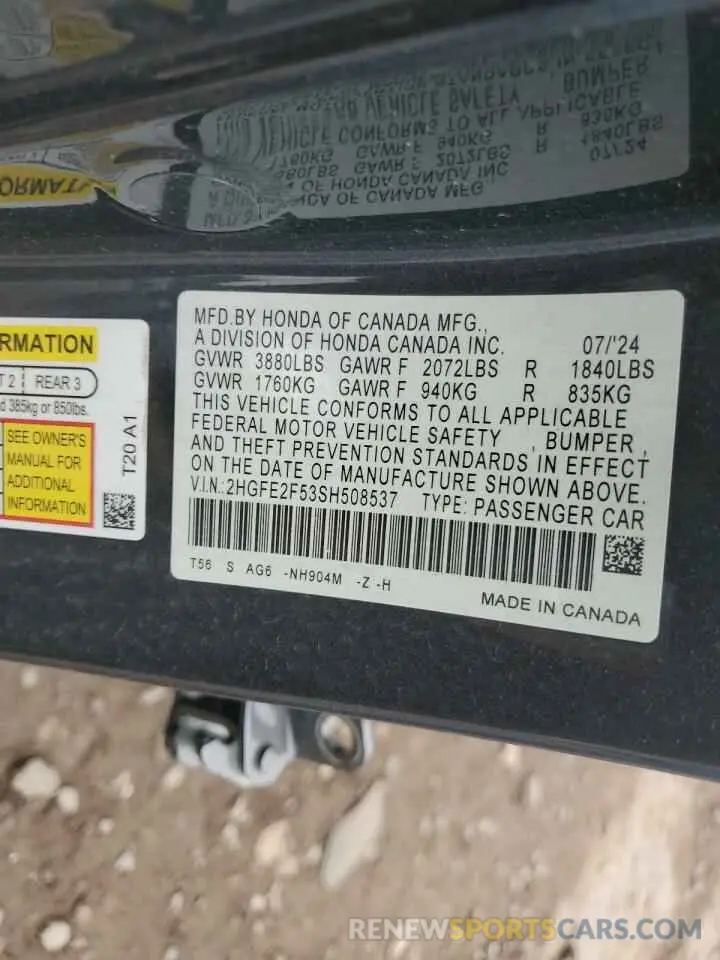 MFD.BY HONDA OF CANADA MFG.,
A DIVISION OF HONDA CANADA INC. 07/'24
GVWR 3880LBS GAWR F 2072LBS R 1840LBS
GVWR 1760KG GAWR F 940KG R 835KG
THIS VEHICLE CONFORMS TO ALL APPLICABLE
FEDERAL MOTOR VEHICLE SAFETY , BUMPER ,
AND THEFT PREVENTION STANDARDS IN EFFECT
ON THE DATE OF MANUFACTURE SHOWN ABOVE.
V.I.N.:2HGFE2F53SH508537 TYPE: PASSENGER CAR
T56 S AG6 -NH904M -Z -H
MADE IN CANADA
RMATION
T 2 REAR 3
d 385kg or 850lbs.
SEE OWNER'S
MANUAL FOR
ADDITIONAL
INFORMATION
T20 A1
RENEWSPORTSCARS.COM